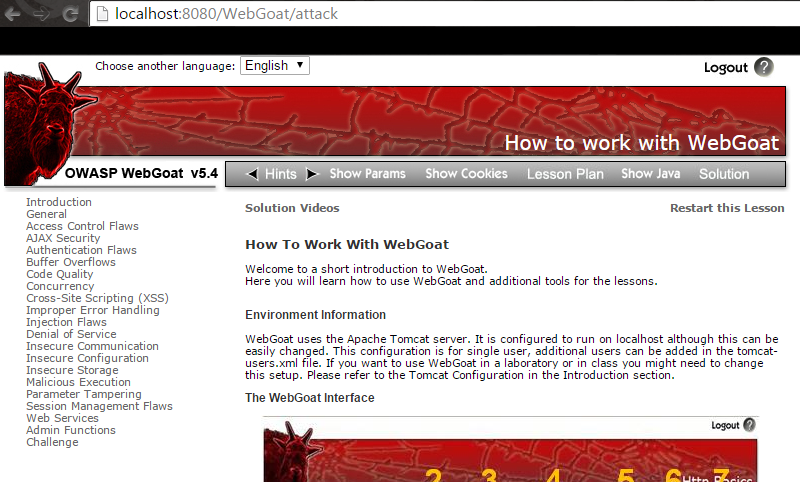 localhost:8080/WebGoat/attack
Choose another language: English
Logout ?
How to work with WebGoat
OWASP WebGoat v5.4
Hints Show Params Show Cookies Lesson Plan Show Java Solution
Introduction
General
Access Control Flaws
AJAX Security
Authentication Flaws
Buffer Overflows
Code Quality
Concurrency
Cross-Site Scripting (XSS)
Improper Error Handling
Injection Flaws
Denial of Service
Insecure Communication
Insecure Configuration
Insecure Storage
Malicious Execution
Parameter Tampering
Session Management Flaws
Web Services
Admin Functions
Challenge
Solution Videos
Restart this Lesson
How To Work With WebGoat
Welcome to a short introduction to WebGoat.
Here you will learn how to use WebGoat and additional tools for the lessons.
Environment Information
WebGoat uses the Apache Tomcat server. It is configured to run on localhost although this can be
easily changed. This configuration is for single user, additional users can be added in the tomcat-
users.xml file. If you want to use WebGoat in a laboratory or in class you might need to change
this setup. Please refer to the Tomcat Configuration in the Introduction section.
The WebGoat Interface
Logout ?
2 3 4 5 6 7
Http Basics